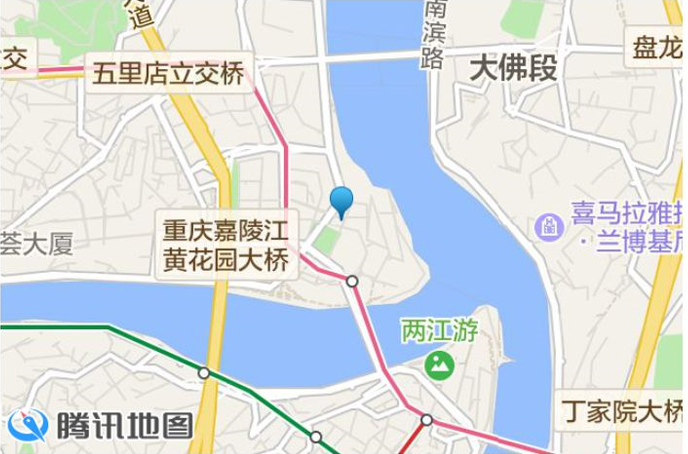 大道
南滨路
立交
五里店立交桥
大佛段
盘龙
重庆嘉陵江
黄花园大桥
荟大厦
喜马拉雅
·兰博基尼
两江游
丁家院大桥
腾讯地图